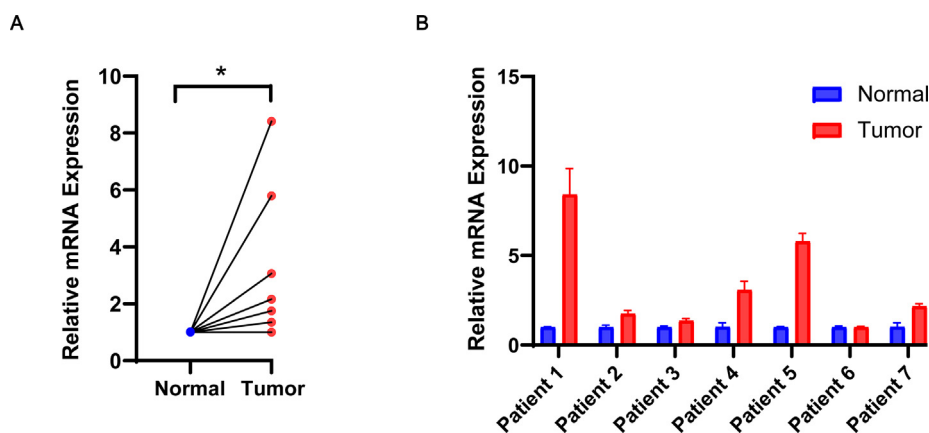 A
Relative mRNA Expression
10
8
6
4
2
0
*
Normal Tumor
B
Relative mRNA Expression
15
10
5
0
Normal
Tumor
Patient 1
Patient 2
Patient 3
Patient 4
Patient 5
Patient 6
Patient 7